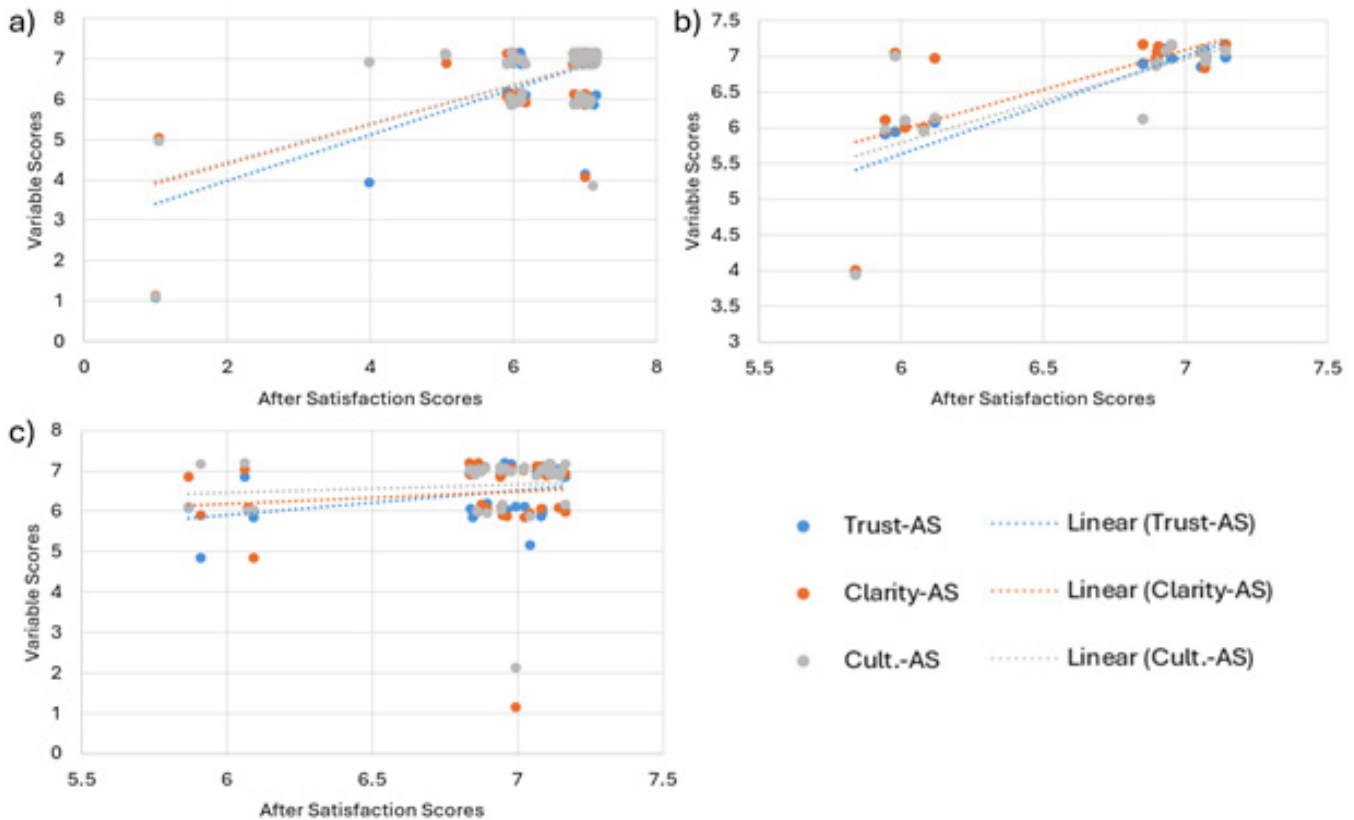 a)
8
7
6
5
4
3
2
1
0
Variable Scores
0 2 4 6 8
After Satisfaction Scores
b)
7.5
7
6.5
6
5.5
5
4.5
4
3.5
3
Variable Scores
5.5 6 6.5 7 7.5
After Satisfaction Scores
c)
8
7
6
5
4
3
2
1
0
Variable Scores
5.5 6 6.5 7 7.5
After Satisfaction Scores
Trust-AS Linear (Trust-AS)
Clarity-AS Linear (Clarity-AS)
Cult.-AS Linear (Cult.-AS)